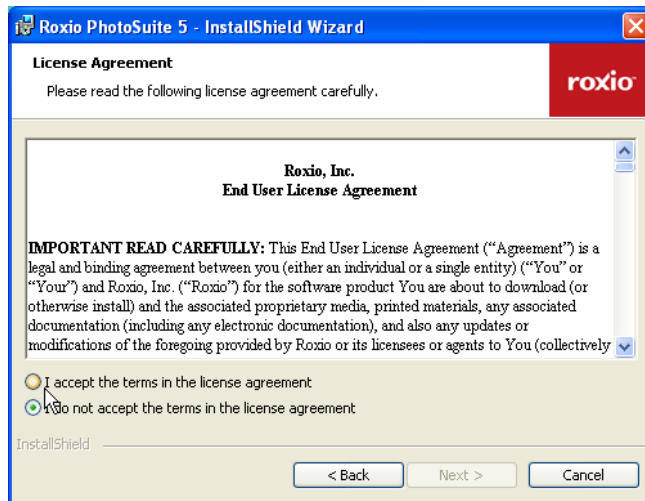 Roxio PhotoSuite 5 - InstallShield Wizard
License Agreement
Please read the following license agreement carefully.
roxio
Roxio, Inc.
End User License Agreement
IMPORTANT READ CAREFULLY: This End User License Agreement (“Agreement”) is a
legal and binding agreement between you (either an individual or a single entity) (“You” or
“Your”) and Roxio, Inc. (“Roxio”) for the software product You are about to download (or
otherwise install) and the associated proprietary media, printed materials, any associated
documentation (including any electronic documentation), and also any updates or
modifications of the foregoing provided by Roxio or its licensees or agents to You (collectively
I accept the terms in the license agreement
I do not accept the terms in the license agreement
InstallShield
< Back
Next >
Cancel